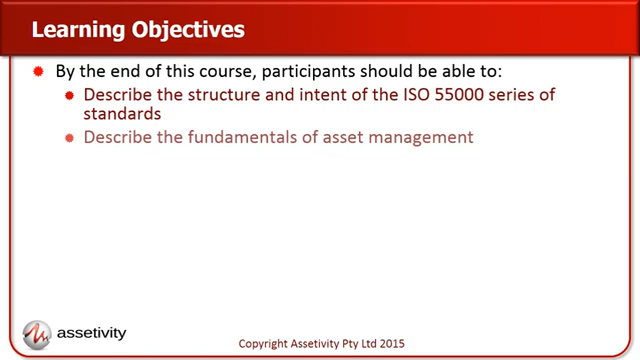 Learning Objectives
By the end of this course, participants should be able to:
Describe the structure and intent of the ISO 55000 series of
standards
Describe the fundamentals of asset management
assetivity
Copyright Assetivity Pty Ltd 2015